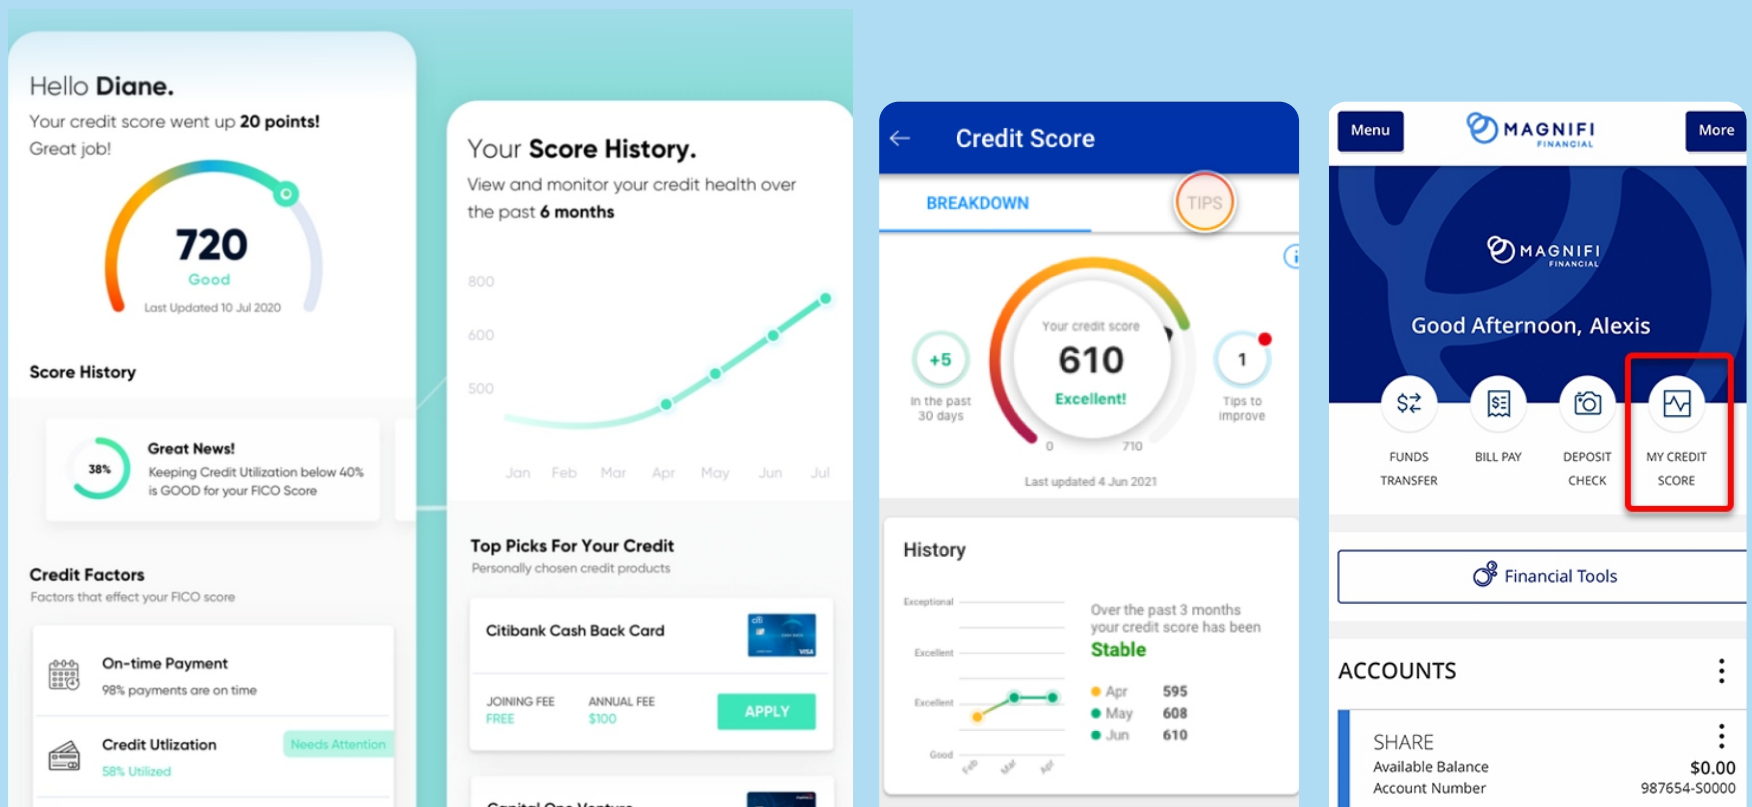 Hello Diane.
Your credit score went up 20 points!
Great job!
720
Good
Last Updated 10 Jul 2020
Score History
38%
Great News!
Keeping Credit Utilization below 40%
is GOOD for your FICO Score
Credit Factors
Factors that effect your FICO score
On-time Payment
98% payments are on time
Credit Utlization
Needs Attention
58% Utilized
Your Score History.
View and monitor your credit health over
the past 6 months
800
600
500
Jan Feb Mar Apr May Jun Jul
Top Picks For Your Credit
Personally chosen credit products
Citibank Cash Back Card
citi
VISA
JOINING FEE
FREE
ANNUAL FEE
$100
APPLY
Capital One Venture
Credit Score
BREAKDOWN
TIPS
Your credit score
610
Excellent!
0 710
+5
In the past
30 days
1
Tips to
improve
Last updated 4 Jun 2021
History
Exceptional
Excellent
Excellent
Good
Feb Mar Apr
Over the past 3 months
your credit score has been
Stable
Apr 595
May 608
Jun 610
Menu
MAGNIFI
FINANCIAL
More
MAGNIFI
FINANCIAL
Good Afternoon, Alexis
FUNDS
TRANSFER
BILL PAY
DEPOSIT
CHECK
MY CREDIT
SCORE
Financial Tools
ACCOUNTS
SHARE
Available Balance $0.00
Account Number 987654-S0000